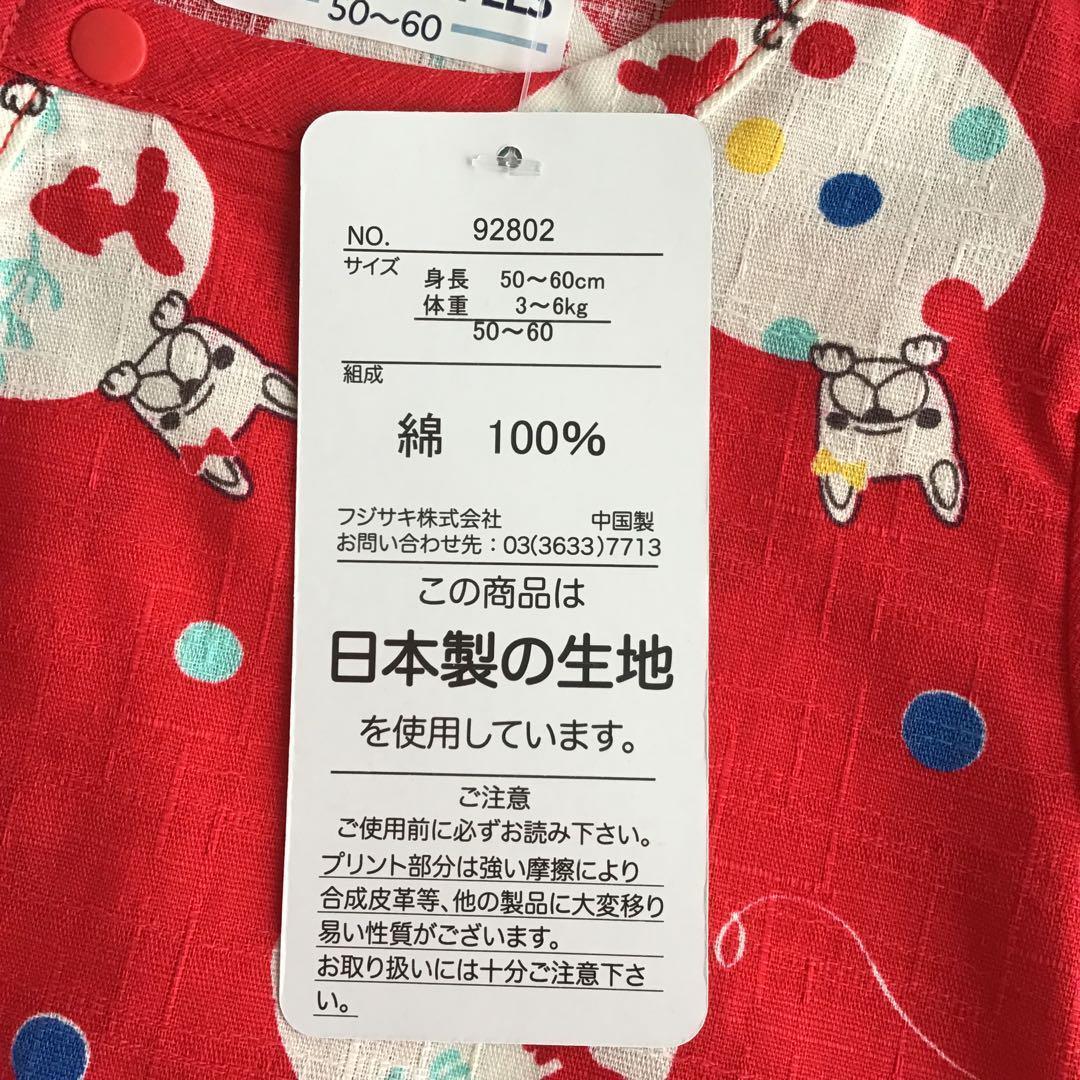 50～60
NO. 92802
サイズ
身長 50～60cm
体重 3～6kg
50～60
組成
綿 100%
フジサキ株式会社 中国製
お問い合わせ先：03(3633)7713
この商品は
日本製の生地
を使用しています。
ご注意
ご使用前に必ずお読み下さい。
プリント部分は強い摩擦により
合成皮革等、他の製品に大変移り
易い性質がございます。
お取り扱いには十分ご注意下さ
い。